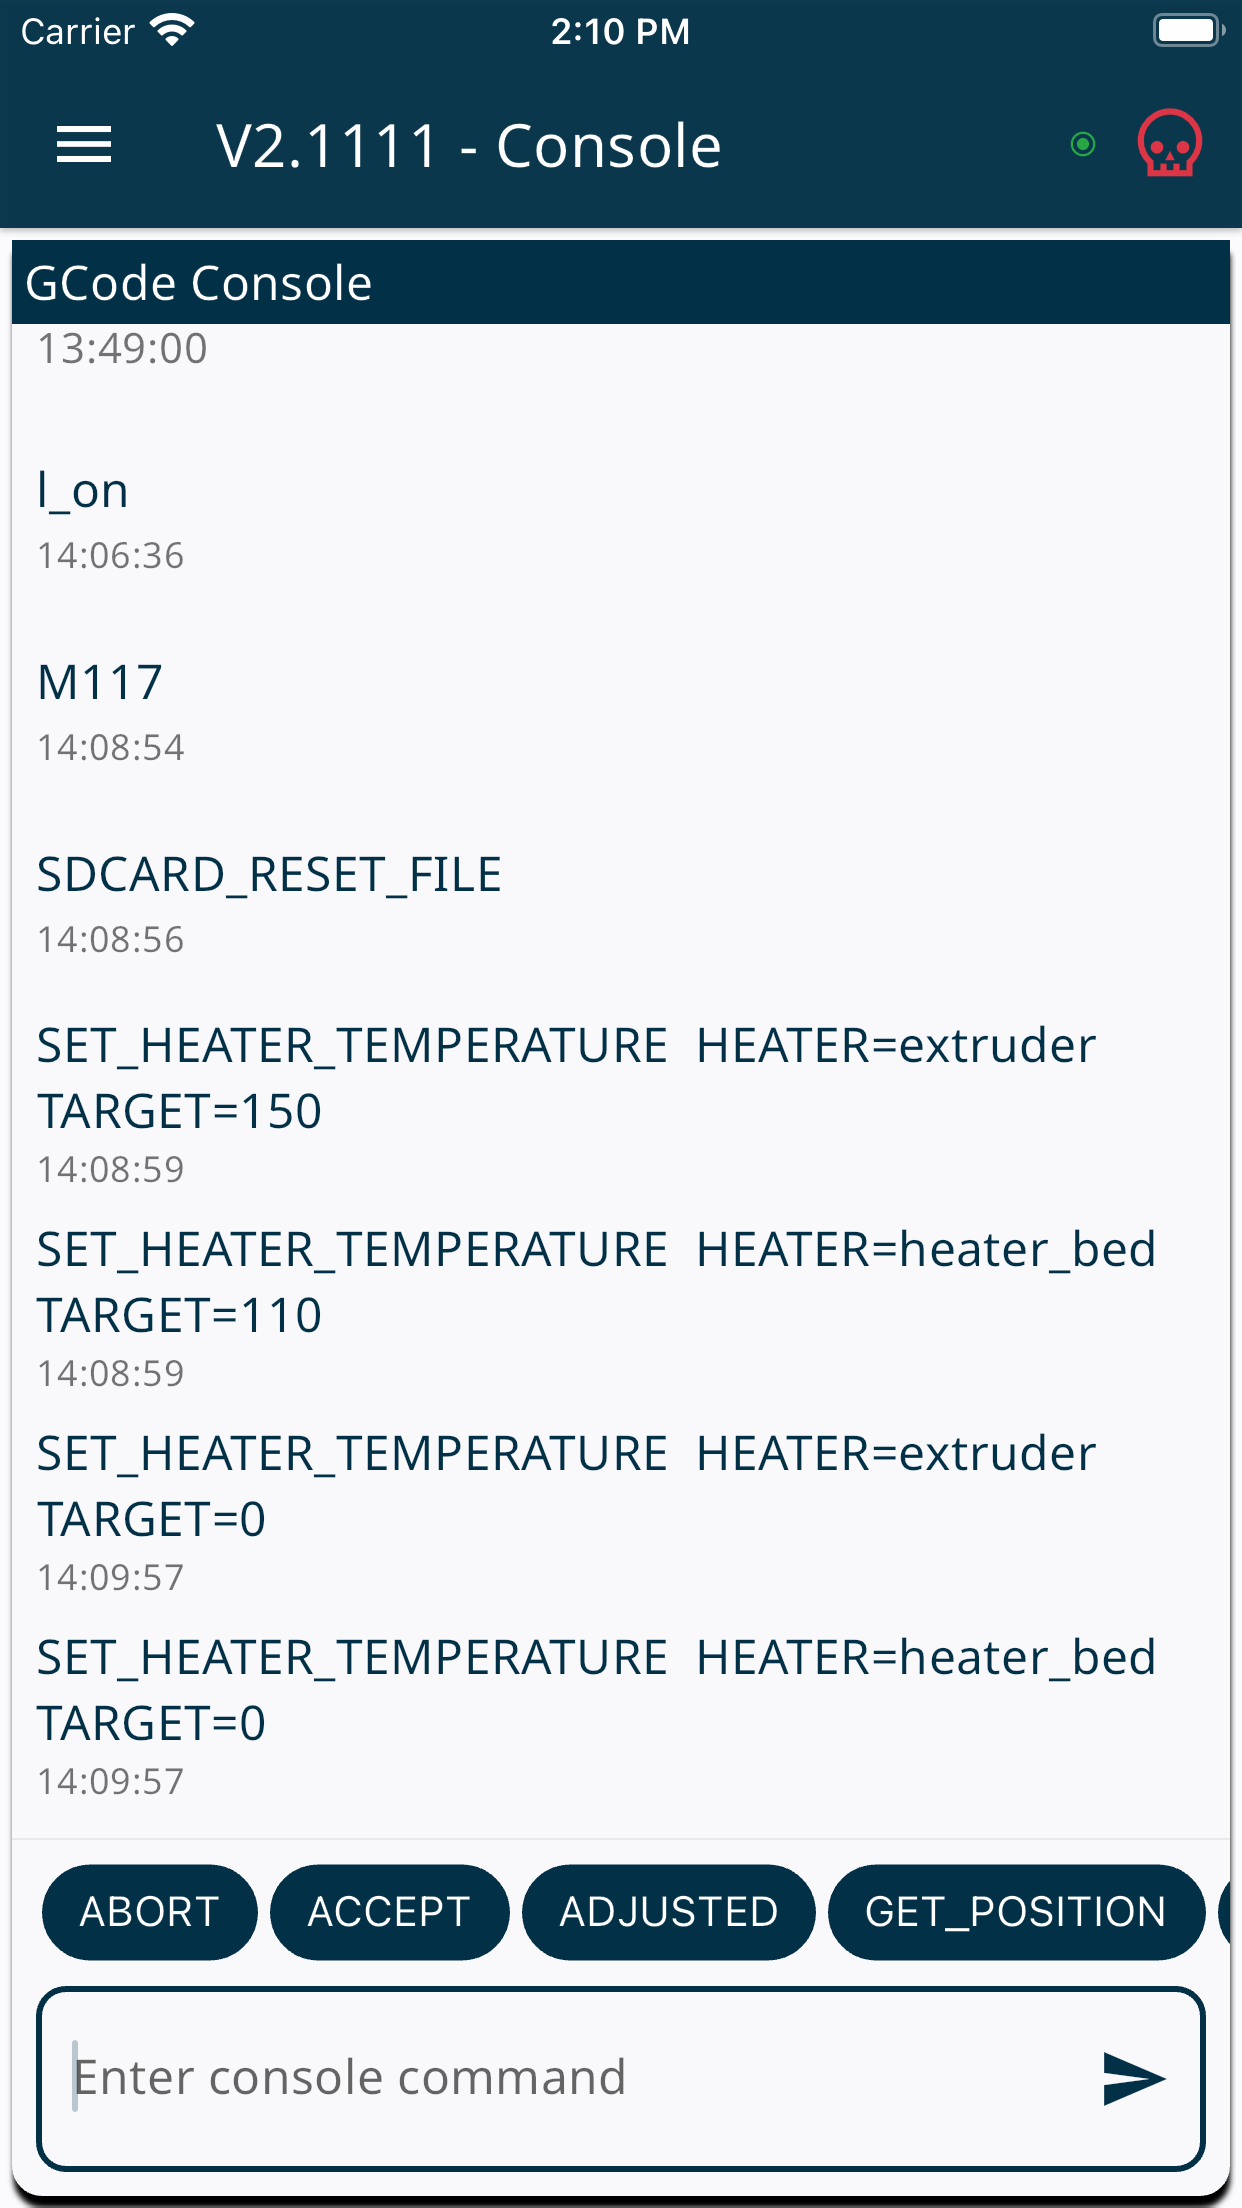 Carrier 2:10 PM
V2.1111 - Console
GCode Console
13:49:00
l_on
14:06:36
M117
14:08:54
SDCARD_RESET_FILE
14:08:56
SET_HEATER_TEMPERATURE  HEATER=extruder
TARGET=150
14:08:59
SET_HEATER_TEMPERATURE  HEATER=heater_bed
TARGET=110
14:08:59
SET_HEATER_TEMPERATURE  HEATER=extruder
TARGET=0
14:09:57
SET_HEATER_TEMPERATURE  HEATER=heater_bed
TARGET=0
14:09:57
ABORT ACCEPT ADJUSTED GET_POSITION
Enter console command